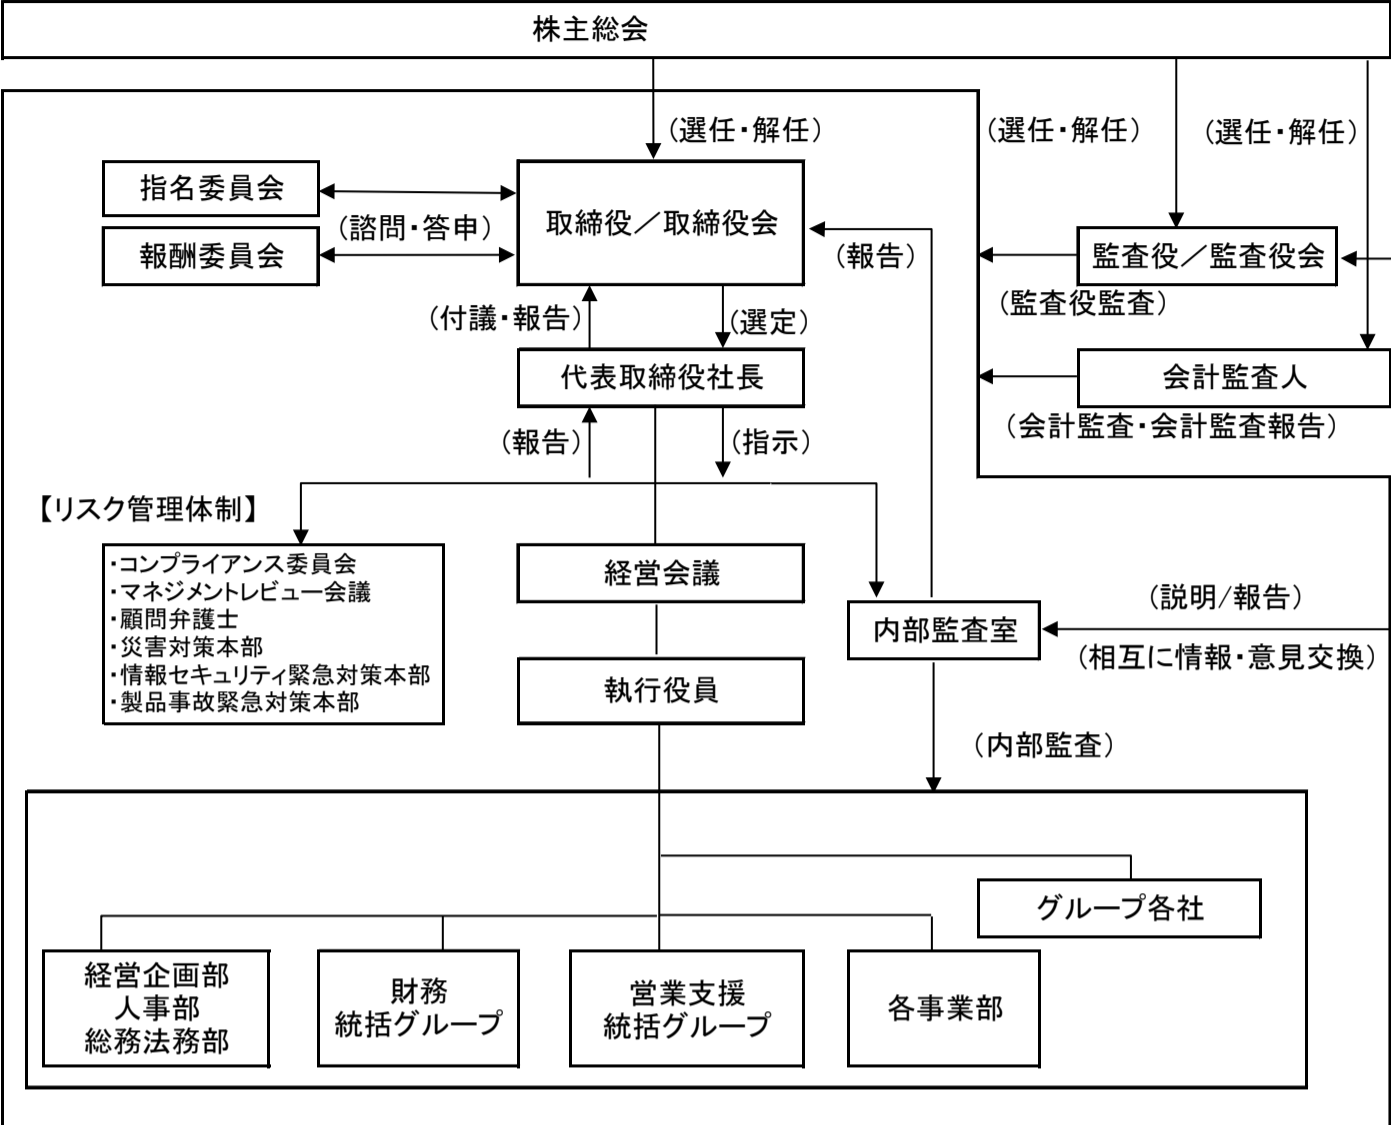 株主総会
（選任・解任）
（選任・解任）
（選任・解任）
指名委員会
取締役／取締役会
（諮問・答申）
報酬委員会
（報告）
監査役／監査役会
（監査役監査）
（付議・報告）
（選定）
代表取締役社長
会計監査人
（会計監査・会計監査報告）
（報告）
（指示）
【リスク管理体制】
・コンプライアンス委員会
・マネジメントレビュー会議
・顧問弁護士
・災害対策本部
・情報セキュリティ緊急対策本部
・製品事故緊急対策本部
経営会議
（説明/報告）
内部監査室
（相互に情報・意見交換）
執行役員
（内部監査）
グループ各社
経営企画部
人事部
総務法務部
財務
統括グループ
営業支援
統括グループ
各事業部